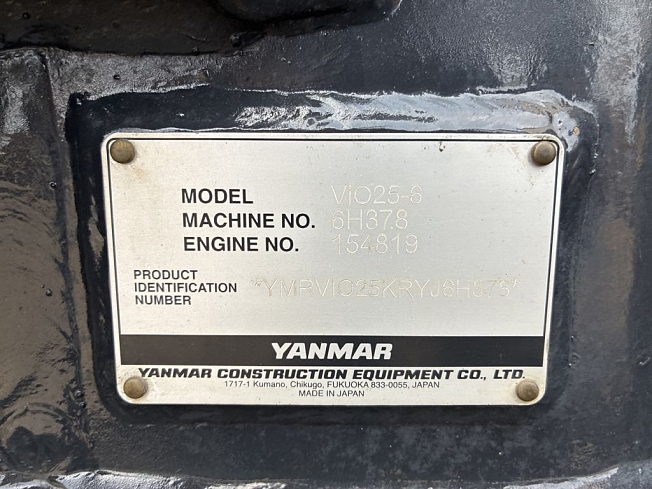 MODEL ViO25-6
MACHINE NO.
ENGINE NO. 154819
PRODUCT
IDENTIFICATION
NUMBER
YANMAR
YANMAR CONSTRUCTION EQUIPMENT CO., LTD.
1717-1 Kumano, Chikugo, FUKUOKA 833-0055, JAPAN
MADE IN JAPAN